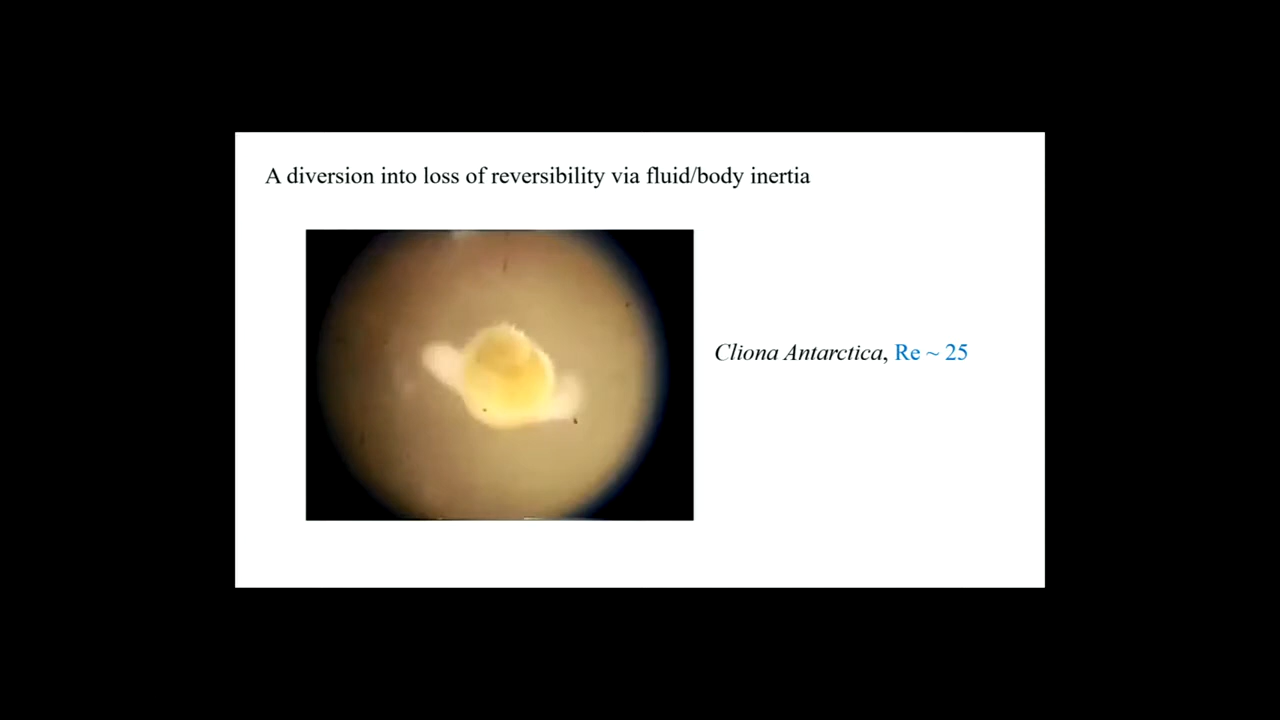 A diversion into loss of reversibility via fluid/body inertia
Cliona Antarctica, Re ~ 25